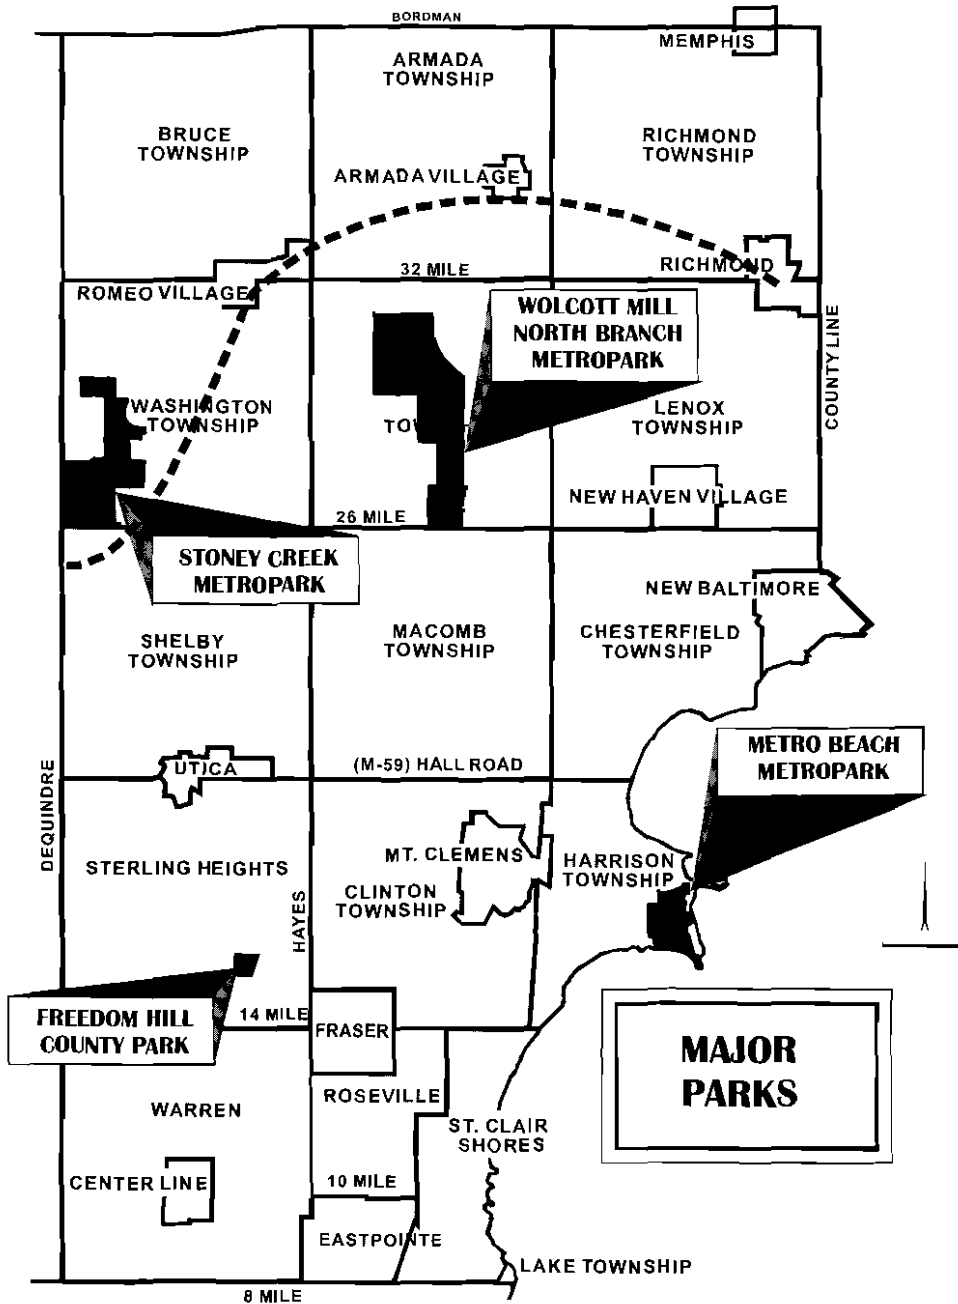 BORDMAN
MEMPHIS
ARMADA
TOWNSHIP
BRUCE
TOWNSHIP
RICHMOND
TOWNSHIP
ARMADA VILLAGE
RICHMOND
32 MILE
ROMEO VILLAGE
WOLCOTT MILL
NORTH BRANCH
METROPARK
COUNTY LINE
WASHINGTON
TOWNSHIP
LENOX
TOWNSHIP
NEW HAVEN VILLAGE
26 MILE
STONEY CREEK
METROPARK
NEW BALTIMORE
SHELBY
TOWNSHIP
MACOMB
TOWNSHIP
CHESTERFIELD
TOWNSHIP
METRO BEACH
METROPARK
UTICA
(M-59) HALL ROAD
DEQUINDRE
STERLING HEIGHTS
MT. CLEMENS
HARRISON
TOWNSHIP
CLINTON
TOWNSHIP
HAYES
FREEDOM HILL
COUNTY PARK
14 MILE
FRASER
MAJOR
PARKS
ROSEVILLE
WARREN
ST. CLAIR
SHORES
CENTER LINE
10 MILE
EASTPOINTE
LAKE TOWNSHIP
8 MILE